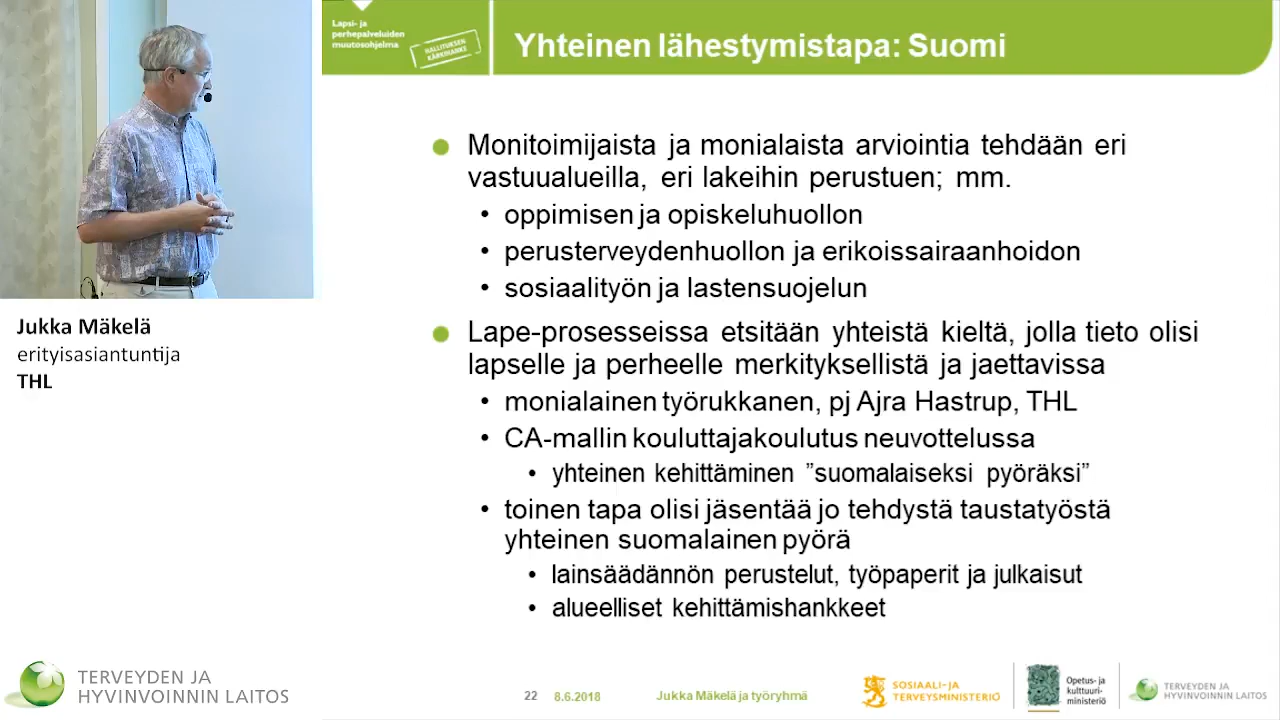 Lapsi- ja
perhepalveluiden
muutosohjelma
HALLITUKSEN
KÄRKIHANKE
Yhteinen lähestymistapa: Suomi
Monitoimijaista ja monialaista arviointia tehdään eri
vastuualueilla, eri lakeihin perustuen; mm.
• oppimisen ja opiskeluhuollon
• perusterveydenhuollon ja erikoissairaanhoidon
• sosiaalityön ja lastensuojelun
Lape-prosesseissa etsitään yhteistä kieltä, jolla tieto olisi
lapselle ja perheelle merkityksellistä ja jaettavissa
• monialainen työrukkanen, pj Ajra Hastrup, THL
• CA-mallin kouluttajakoulutus neuvottelussa
• yhteinen kehittäminen ”suomalaiseksi pyöräksi”
• toinen tapa olisi jäsentää jo tehdystä taustatyöstä
yhteinen suomalainen pyörä
• lainsäädännön perustelut, työpaperit ja julkaisut
• alueelliset kehittämishankkeet
Jukka Mäkelä
erityisasiantuntija
THL
TERVEYDEN JA
HYVINVOINNIN LAITOS
22 8.6.2018 Jukka Mäkelä ja työryhmä
SOSIAALI- JA
TERVEYSMINISTERIÖ
Opetus- ja
kulttuuri-
ministeriö
TERVEYDEN JA
HYVINVOINNIN LAITOS